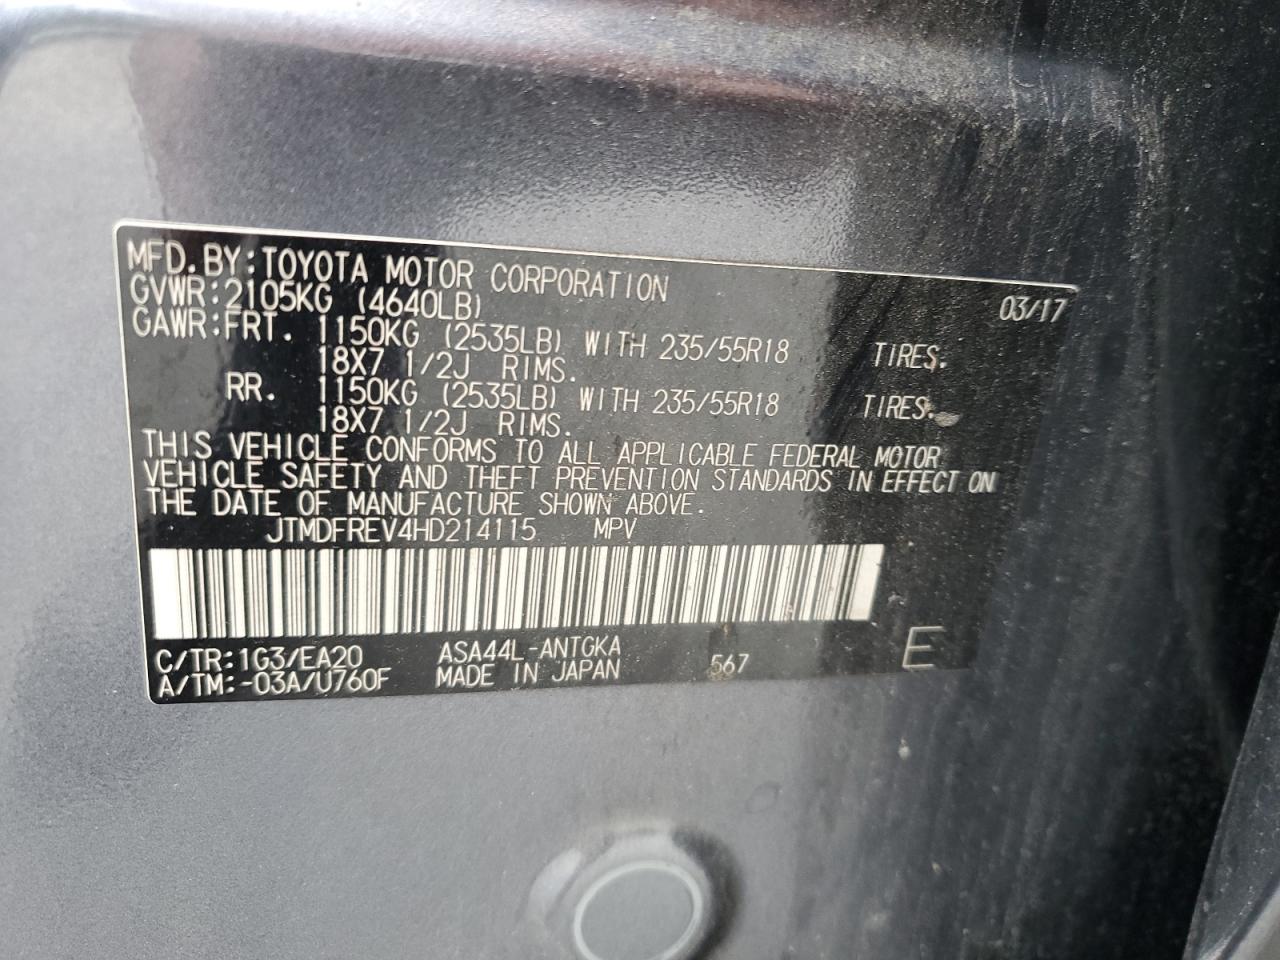 MFD.BY:TOYOTA MOTOR CORPORATION 03/17
GVWR:2105KG (4640LB)
GAWR:FRT. 1150KG (2535LB) WITH 235/55R18 TIRES.
18X7 1/2J RIMS.
RR. 1150KG (2535LB) WITH 235/55R18 TIRES.
18X7 1/2J RIMS.
THIS VEHICLE CONFORMS TO ALL APPLICABLE FEDERAL MOTOR
VEHICLE SAFETY AND THEFT PREVENTION STANDARDS IN EFFECT ON
THE DATE OF MANUFACTURE SHOWN ABOVE.
JTMDFREV4HD214115 MPV
C/TR:1G3/EA20 ASA44L-ANTGKA 567 E
A/TM:-03A/U760F MADE IN JAPAN